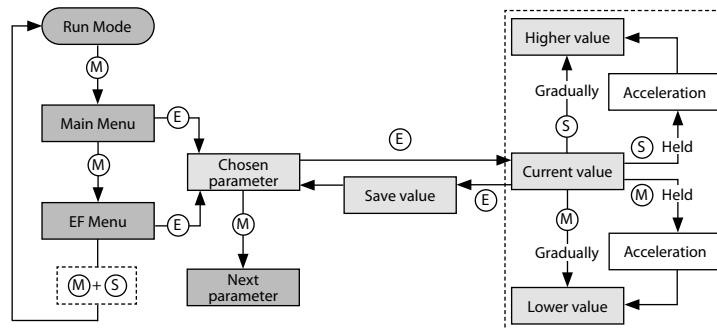 Run Mode
M
Main Menu
E
M
EF Menu
E
M + S
Chosen
parameter
M
Next
parameter
E
Save value
E
Higher value
Gradually
S
Acceleration
S Held
Current value
M Held
M
Gradually
Acceleration
Lower value